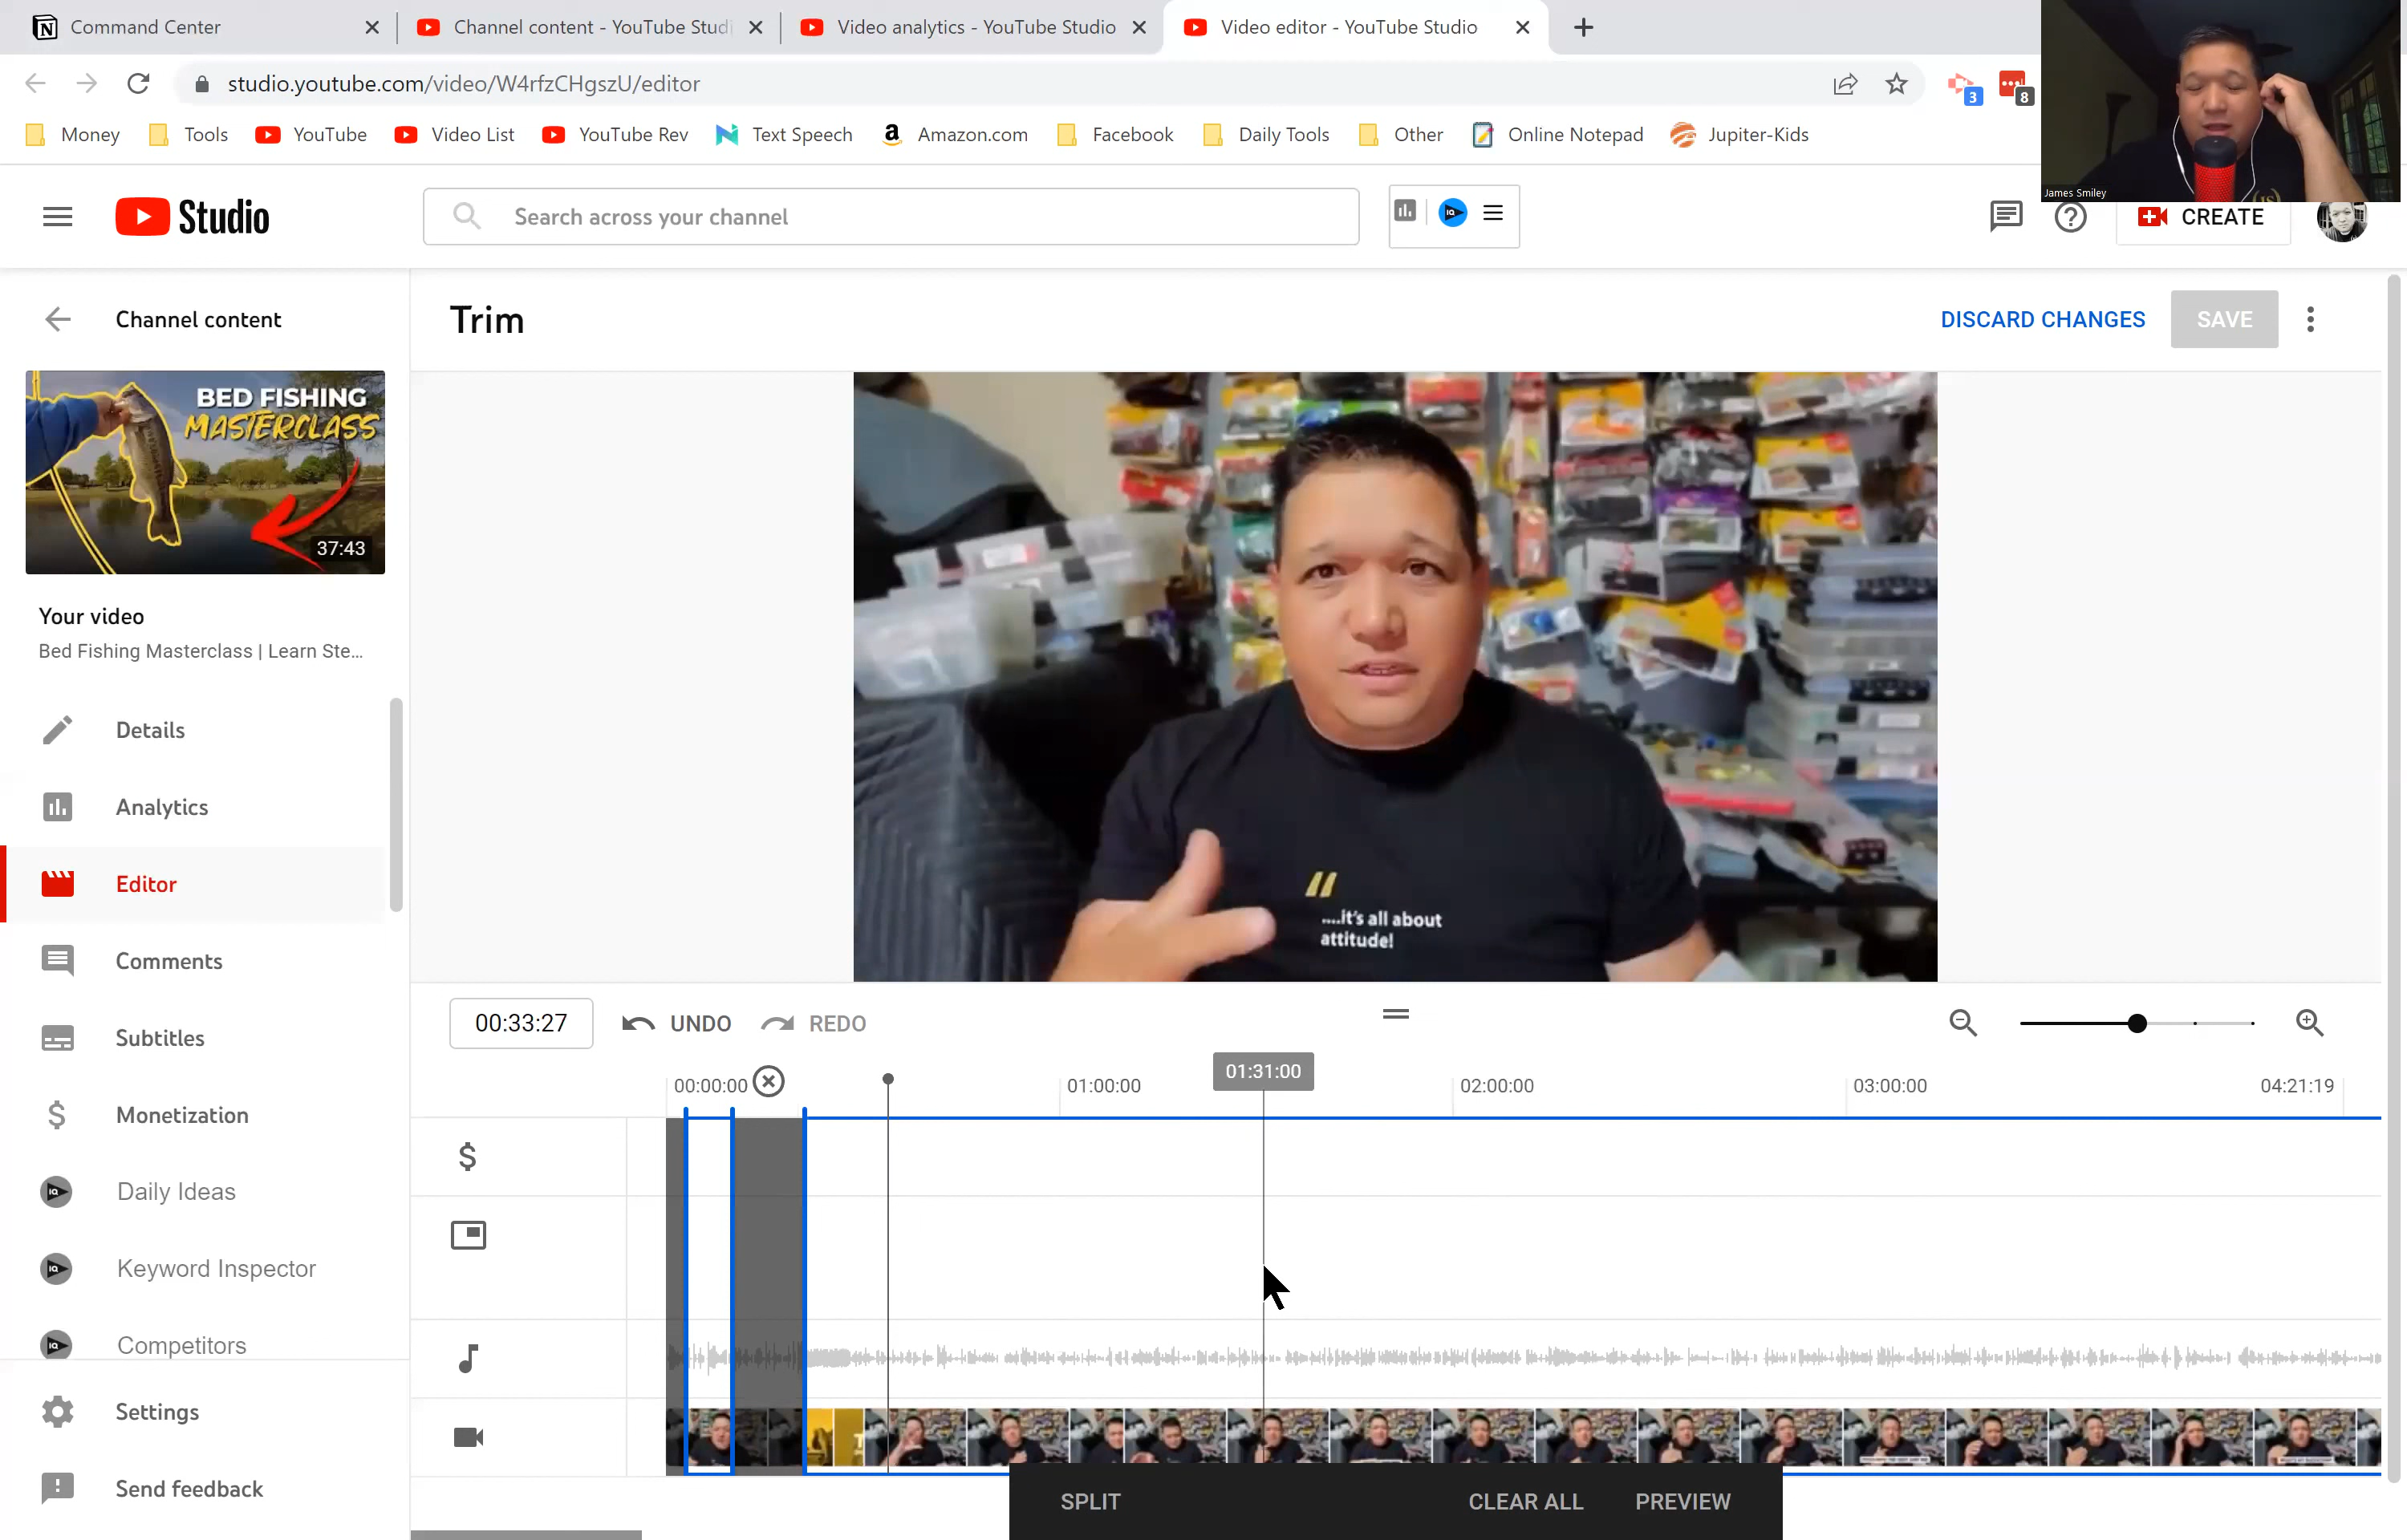 Command Center
Channel content - YouTube Studi
Video analytics - YouTube Studio
Video editor - YouTube Studio
studio.youtube.com/video/W4rfzCHgszU/editor
3
8
Money
Tools
YouTube
Video List
YouTube Rev
Text Speech
Amazon.com
Facebook
Daily Tools
Other
Online Notepad
Jupiter-Kids
James Smiley
Studio
Search across your channel
IQ
CREATE
Channel content
Trim
DISCARD CHANGES
SAVE
BED FISHING
MASTERCLASS
37:43
Your video
Bed Fishing Masterclass | Learn Ste...
Details
Analytics
Editor
Comments
Subtitles
Monetization
Daily Ideas
Keyword Inspector
Competitors
Settings
Send feedback
....it's all about
attitude!
00:33:27
UNDO
REDO
00:00:00
01:00:00
01:31:00
02:00:00
03:00:00
04:21:19
SPLIT
CLEAR ALL
PREVIEW